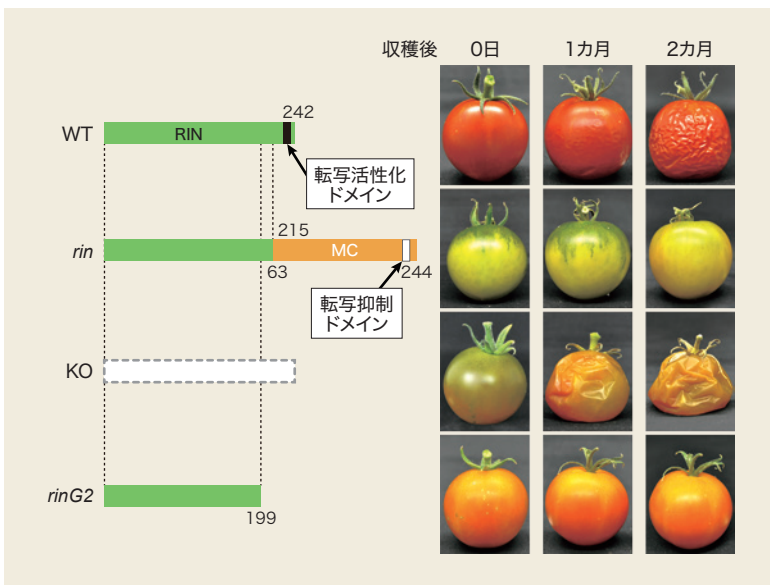 収穫後 0日 1カ月 2カ月
242
WT RIN
転写活性化
ドメイン
215
rin MC
63 244
転写抑制
ドメイン
KO
rinG2
199